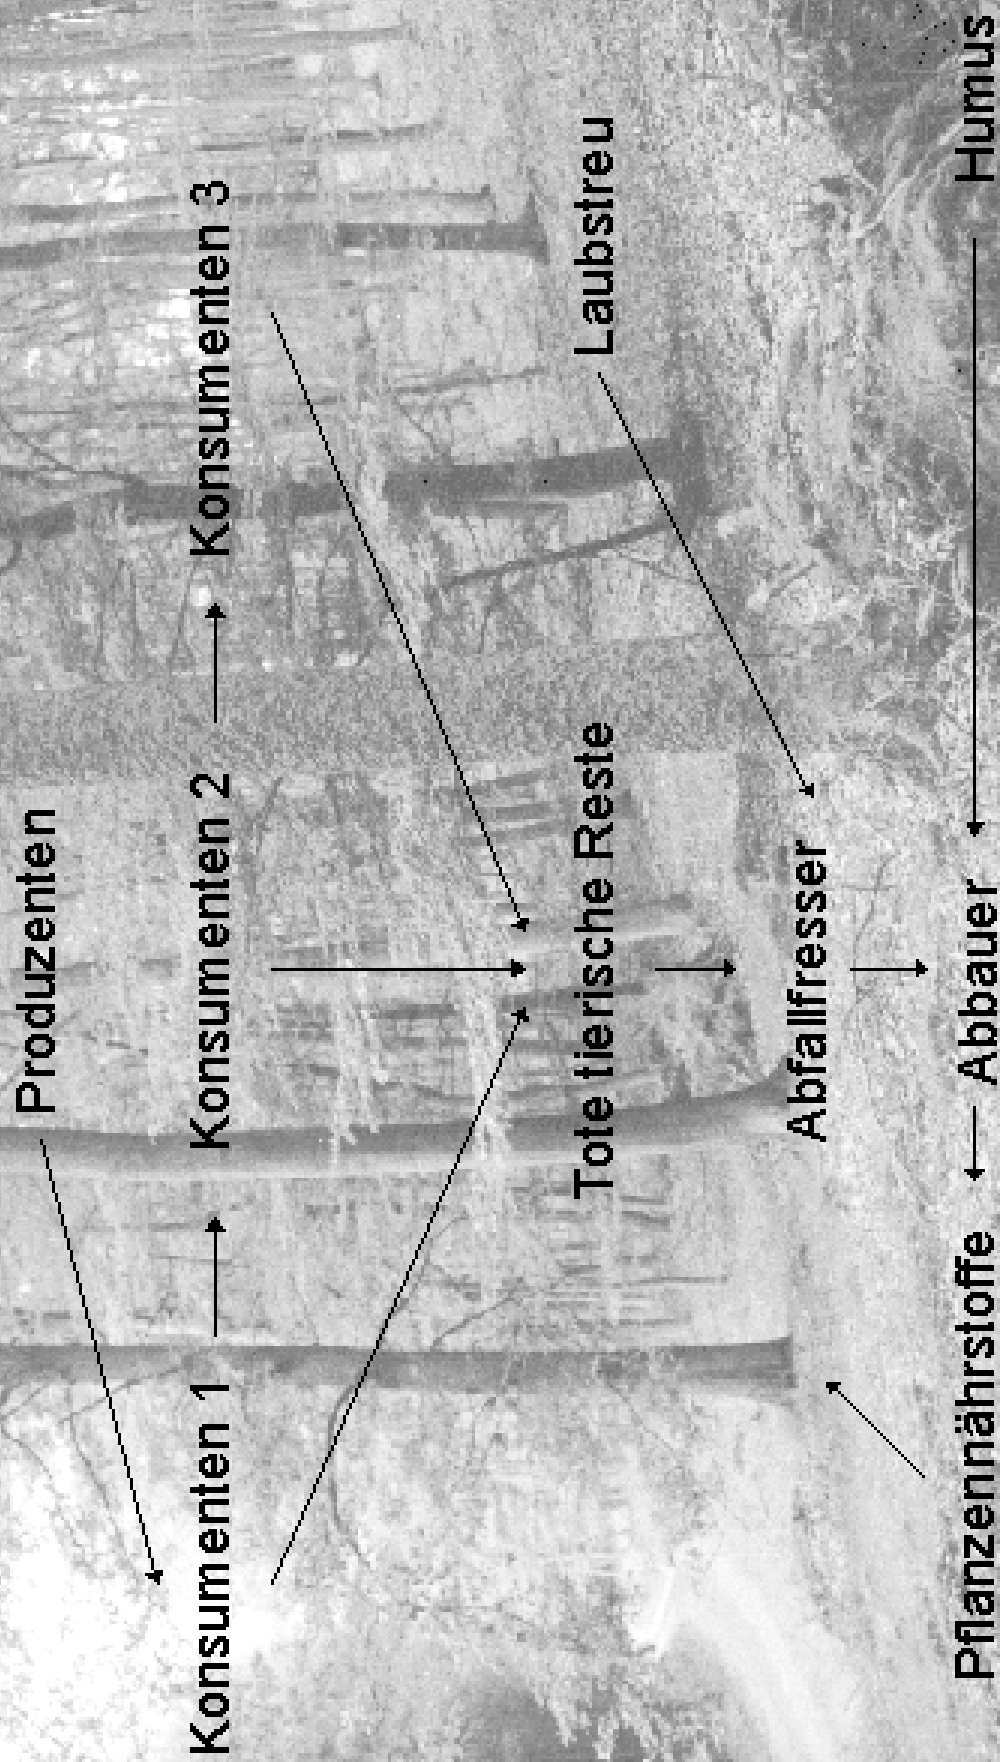 Produzenten
Konsumenten 1
Konsumenten 2
Konsumenten 3
Tote tierische Reste
Laubstreu
Abfallfresser
Pflanzennährstoffe
Abbauer
Humus